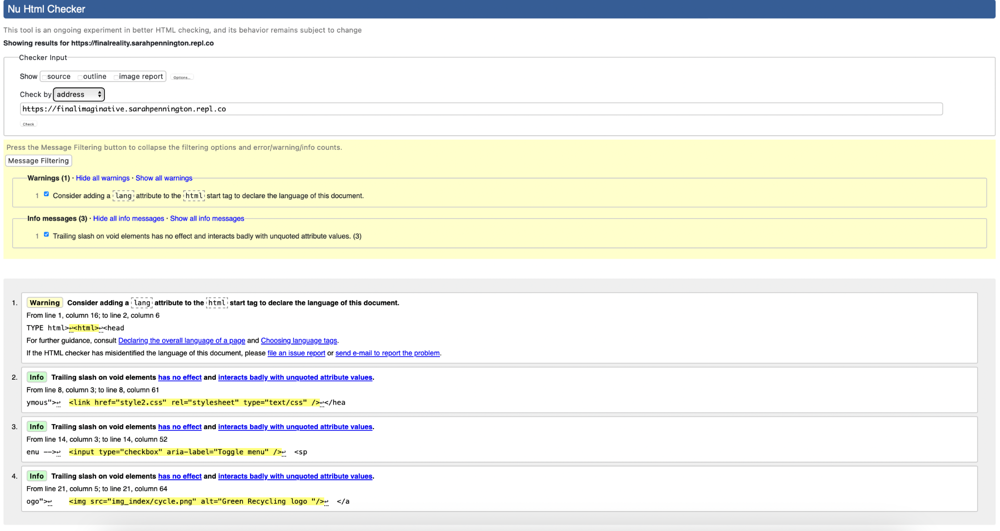 Nu Html Checker
This tool is an ongoing experiment in better HTML checking, and its behavior remains subject to change
Showing results for https://finalreality.sarahpennington.repl.co
Checker Input
Show source outline image report Options...
Check by address
https://finalimaginative.sarahpennington.repl.co
Check
Press the Message Filtering button to collapse the filtering options and error/warning/info counts.
Message Filtering
Warnings (1) · Hide all warnings · Show all warnings
1 Consider adding a lang attribute to the html start tag to declare the language of this document.
Info messages (3) · Hide all info messages · Show all info messages
1 Trailing slash on void elements has no effect and interacts badly with unquoted attribute values. (3)
1. Warning Consider adding a lang attribute to the html start tag to declare the language of this document.
From line 1, column 16; to line 2, column 6
TYPE html>↩<html>↩<head
For further guidance, consult Declaring the overall language of a page and Choosing language tags.
If the HTML checker has misidentified the language of this document, please file an issue report or send e-mail to report the problem.
2. Info Trailing slash on void elements has no effect and interacts badly with unquoted attribute values.
From line 8, column 3; to line 8, column 61
ymous">↩  <link href="style2.css" rel="stylesheet" type="text/css" />↩</hea
3. Info Trailing slash on void elements has no effect and interacts badly with unquoted attribute values.
From line 14, column 3; to line 14, column 52
enu -->↩  <input type="checkbox" aria-label="Toggle menu" />↩  <sp
4. Info Trailing slash on void elements has no effect and interacts badly with unquoted attribute values.
From line 21, column 5; to line 21, column 64
ogo">↩    <img src="img_index/cycle.png" alt="Green Recycling logo "/>↩  </a